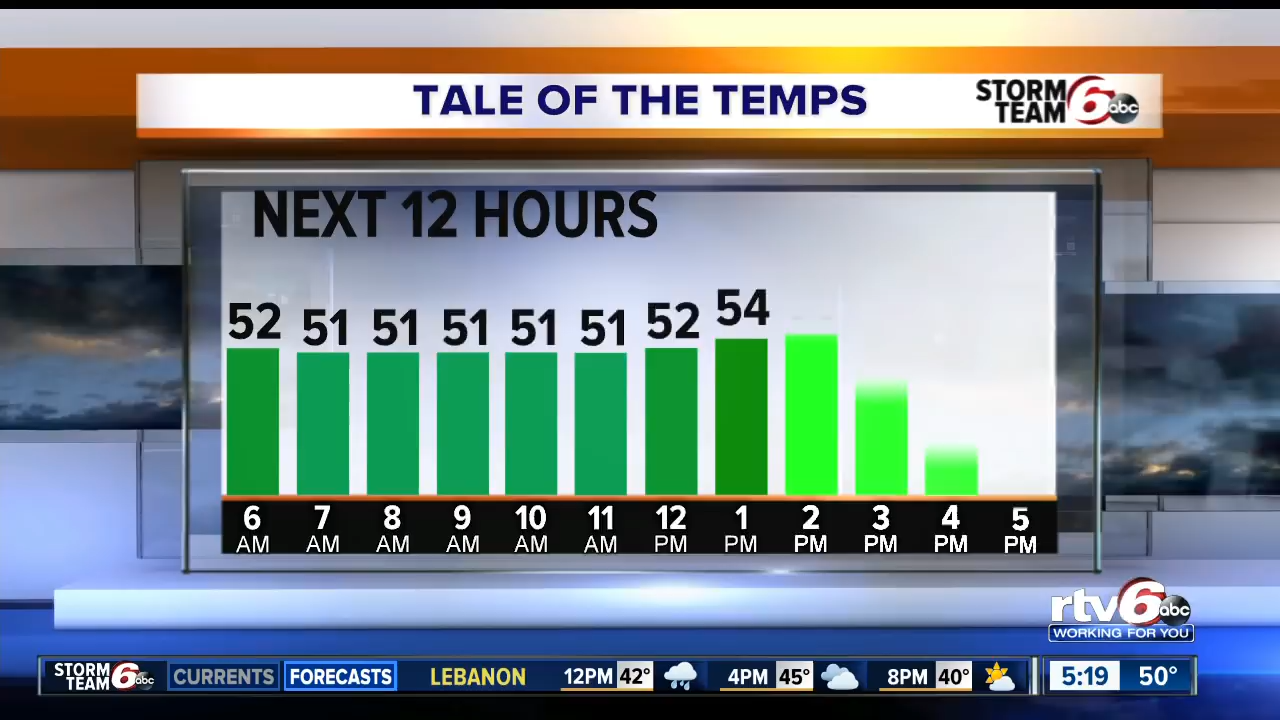 TALE OF THE TEMPS
STORM TEAM 6 abc
NEXT 12 HOURS
52 51 51 51 51 51 52 54
6 7 8 9 10 11 12 1 2 3 4 5
AM AM AM AM AM AM PM PM PM PM PM PM
rtv6 abc
WORKING FOR YOU
STORM TEAM 6 abc CURRENTS FORECASTS LEBANON 12PM 42° 4PM 45° 8PM 40° 5:19 50°